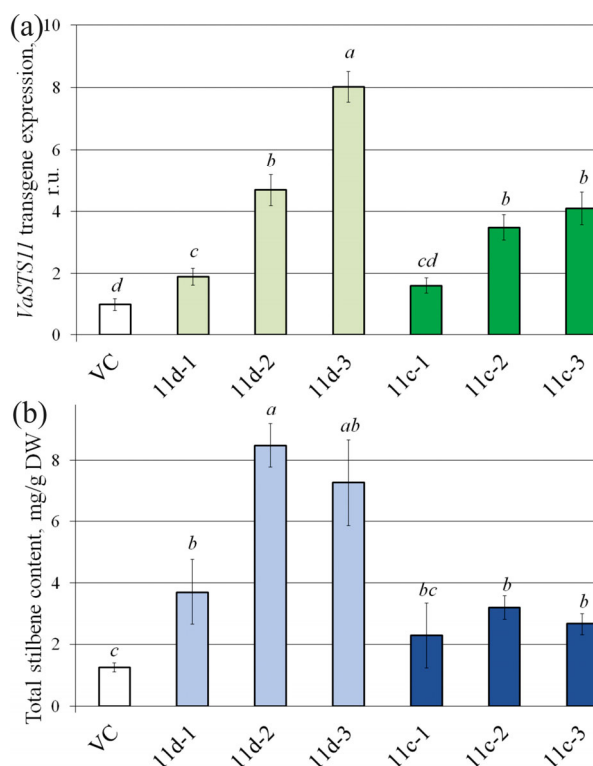 (a)
VaSTS11 transgene expression,
r.u.
10
8
6
4
2
0
d
c
b
a
cd
b
b
VC
11d-1
11d-2
11d-3
11c-1
11c-2
11c-3
(b)
Total stilbene content, mg/g DW
8
6
4
2
0
c
b
a
ab
bc
b
b
VC
11d-1
11d-2
11d-3
11c-1
11c-2
11c-3